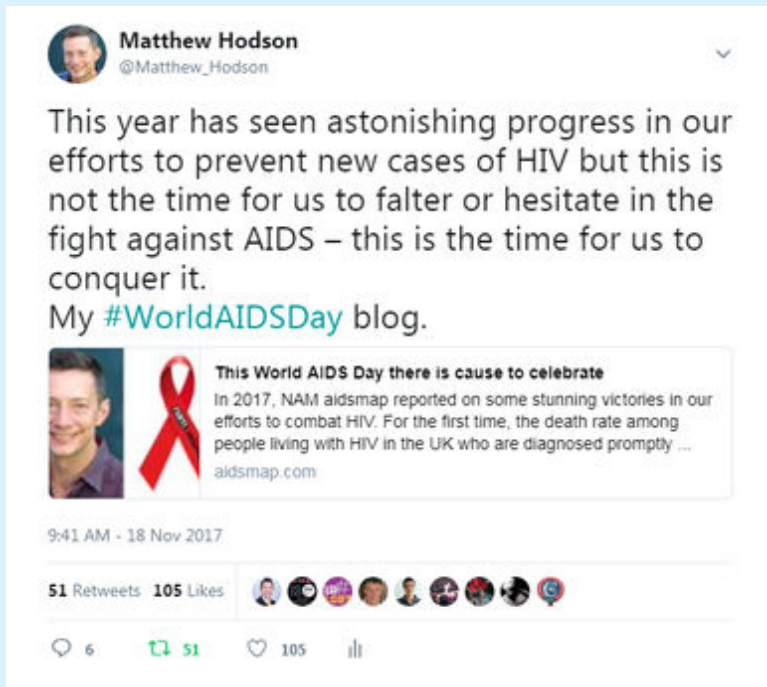 Matthew Hodson
@Matthew_Hodson
This year has seen astonishing progress in our
efforts to prevent new cases of HIV but this is
not the time for us to falter or hesitate in the
fight against AIDS – this is the time for us to
conquer it.
My #WorldAIDSDay blog.
This World AIDS Day there is cause to celebrate
In 2017, NAM aidsmap reported on some stunning victories in our
efforts to combat HIV. For the first time, the death rate among
people living with HIV in the UK who are diagnosed promptly ...
aidsmap.com
9:41 AM - 18 Nov 2017
51 Retweets 105 Likes
6 51 105